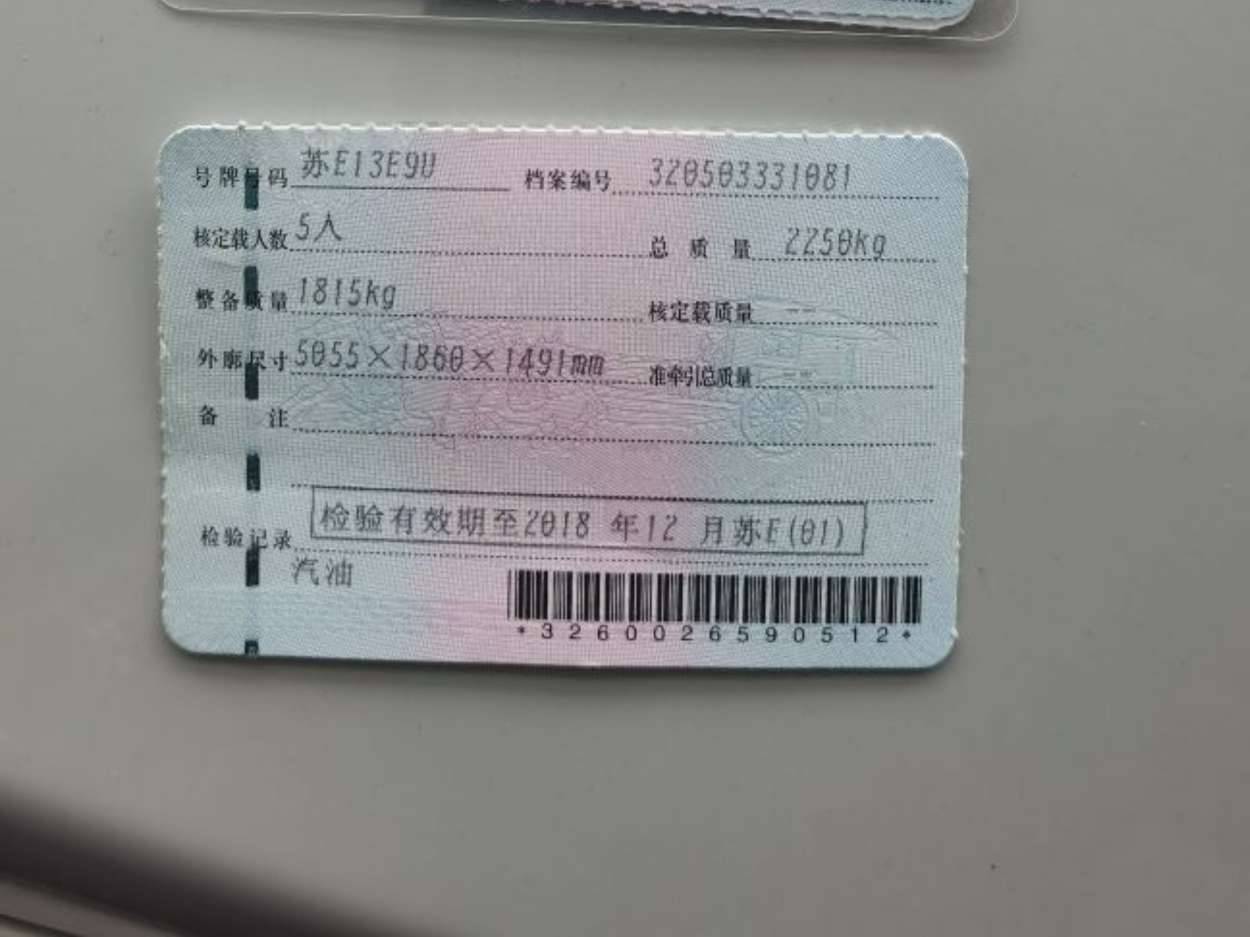 号牌号码 苏E13E9U 档案编号 320503331081
核定载人数 5人 总质量 2250kg
整备质量 1815kg 核定载质量 --
外廓尺寸 5055×1860×1491mm 准牵引总质量 --
备注
检验记录 检验有效期至2018 年12 月苏E(01)
汽油
*3260026590512*